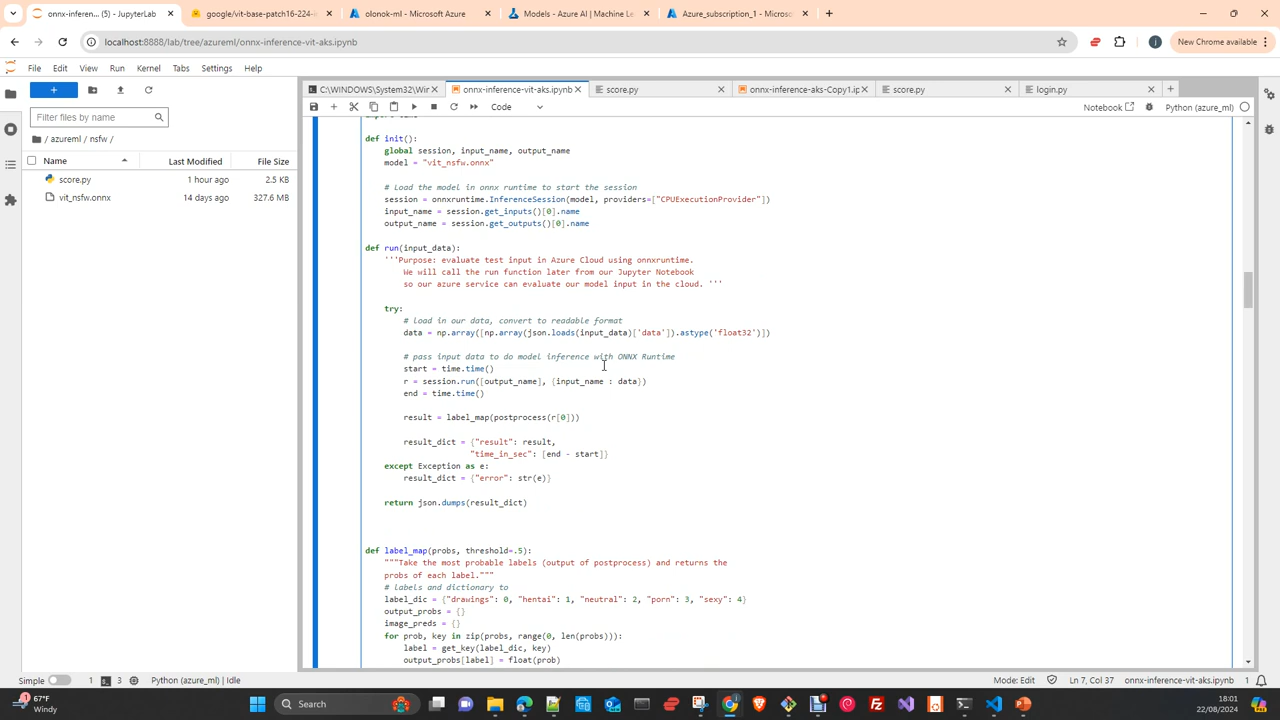 onnx-inferen... (5) - JupyterLab
google/vit-base-patch16-224-i
olonok-ml - Microsoft Azure
Models - Azure AI | Machine Le
Azure_subscription_1 - Microso
localhost:8888/lab/tree/azureml/onnx-inference-vit-aks.ipynb
New Chrome available
File Edit View Run Kernel Tabs Settings Help
C:\WINDOWS\System32\Wir
onnx-inference-vit-aks.ipynb
score.py
onnx-inference-aks-Copy1.ip
score.py
login.py
Code
Notebook
Python (azure_ml)
Filter files by name
/ azureml / nsfw /
Name Last Modified File Size
score.py 1 hour ago 2.5 KB
vit_nsfw.onnx 14 days ago 327.6 MB
def init():
global session, input_name, output_name
model = "vit_nsfw.onnx"
# Load the model in onnx runtime to start the session
session = onnxruntime.InferenceSession(model, providers=["CPUExecutionProvider"])
input_name = session.get_inputs()[0].name
output_name = session.get_outputs()[0].name
def run(input_data):
'''Purpose: evaluate test input in Azure Cloud using onnxruntime.
We will call the run function later from our Jupyter Notebook
so our azure service can evaluate our model input in the cloud. '''
try:
# load in our data, convert to readable format
data = np.array([np.array(json.loads(input_data)['data']).astype('float32')])
# pass input data to do model inference with ONNX Runtime
start = time.time()
r = session.run([output_name], {input_name : data})
end = time.time()
result = label_map(postprocess(r[0]))
result_dict = {"result": result,
"time_in_sec": [end - start]}
except Exception as e:
result_dict = {"error": str(e)}
return json.dumps(result_dict)
def label_map(probs, threshold=.5):
"""Take the most probable labels (output of postprocess) and returns the
probs of each label."""
# labels and dictionary to
label_dic = {"drawings": 0, "hentai": 1, "neutral": 2, "porn": 3, "sexy": 4}
output_probs = {}
image_preds = {}
for prob, key in zip(probs, range(0, len(probs))):
label = get_key(label_dic, key)
output_probs[label] = float(prob)
Simple 1 3 Python (azure_ml) | Idle
Mode: Edit Ln 7, Col 37 onnx-inference-vit-aks.ipynb 1
67°F
Windy
Search
18:01
22/08/2024